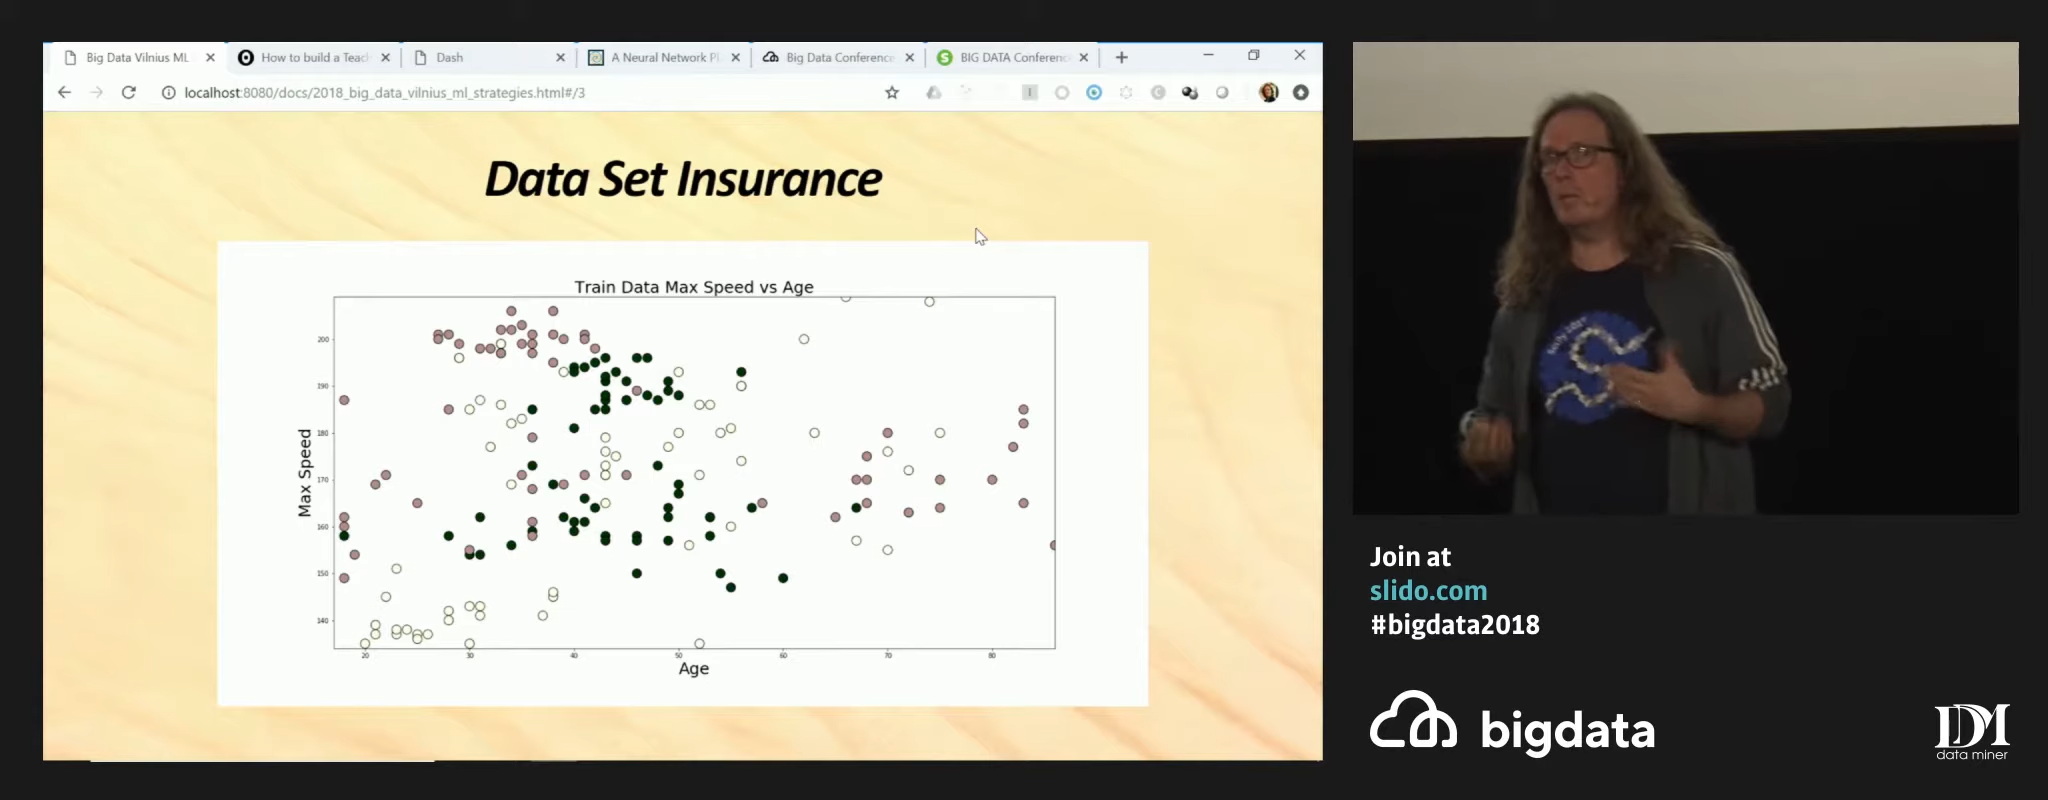 Big Data Vilnius ML
How to build a Teac
Dash
A Neural Network Pl
Big Data Conference
BIG DATA Conferenc
localhost:8080/docs/2018_big_data_vilnius_ml_strategies.html#/3
Data Set Insurance
Train Data Max Speed vs Age
Max Speed
200
190
180
170
160
150
140
20 30 40 50 60 70 80
Age
Join at
slido.com
#bigdata2018
bigdata
DM
data miner